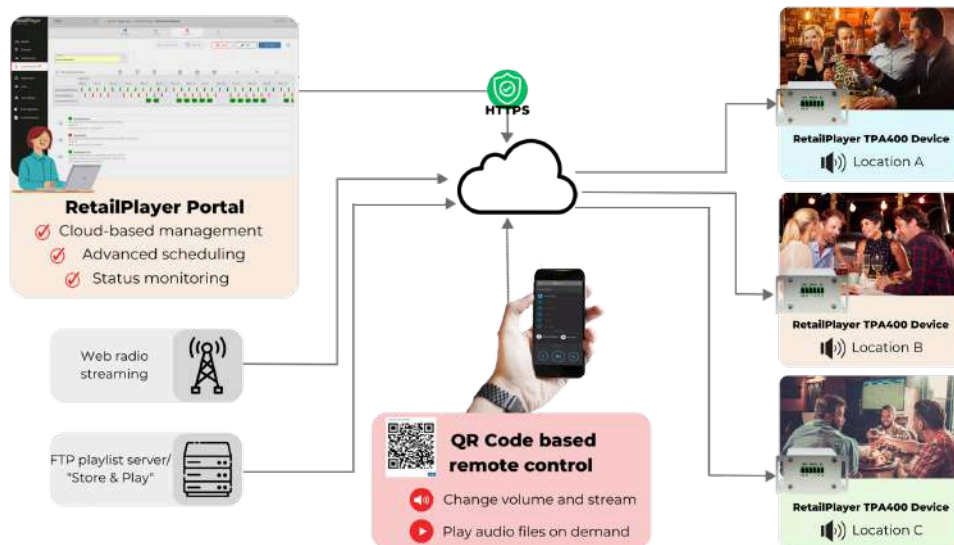 RetailPlayer
RetailPlayer Portal
Cloud-based management
Advanced scheduling
Status monitoring
HTTPS
Web radio
streaming
FTP playlist server/
"Store & Play"
QR Code based
remote control
Change volume and stream
Play audio files on demand
RetailPlayer TPA400 Device
Location A
RetailPlayer TPA400 Device
Location B
RetailPlayer TPA400 Device
Location C